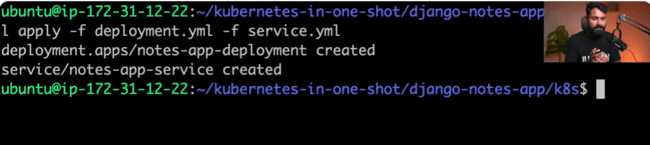 ubuntu@ip-172-31-12-22:~/kubernetes-in-one-shot/django-notes-app
l apply -f deployment.yml -f service.yml
deployment.apps/notes-app-deployment created
service/notes-app-service created
ubuntu@ip-172-31-12-22:~/kubernetes-in-one-shot/django-notes-app/k8s$